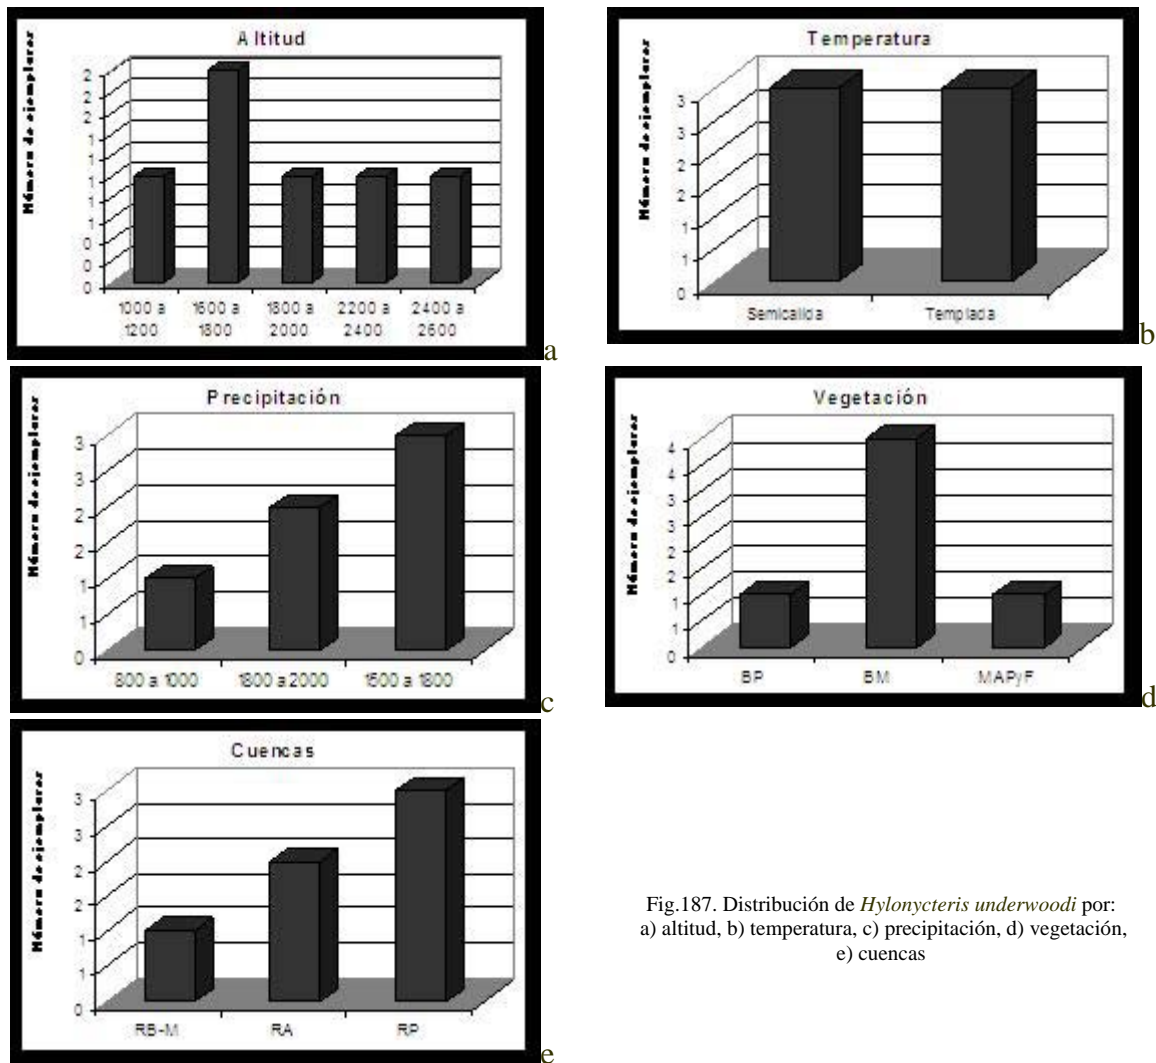 Altitud
Número de ejemplares
2
2
2
1
1
1
1
1
0
0
0
1000 a 1200
1600 a 1800
1800 a 2000
2200 a 2400
2400 a 2600
a
Temperatura
Número de ejemplares
3
3
2
2
1
1
0
Semicalida
Templada
b
Precipitación
Número de ejemplares
3
3
2
2
1
1
0
800 a 1000
1800 a 2000
1500 a 1800
c
Vegetación
Número de ejemplares
4
4
3
3
2
2
1
1
0
BP
BM
MAPyF
d
Cuencas
Número de ejemplares
3
3
2
2
1
1
0
RB-M
RA
RP
e
Fig.187. Distribución de Hylonycteris underwoodi por:
a) altitud, b) temperatura, c) precipitación, d) vegetación,
e) cuencas